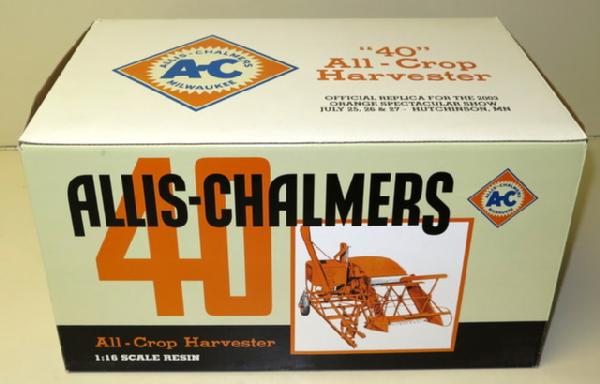 ALLIS-CHALMERS
A-C
MILWAUKEE
"40"
All-Crop
Harvester
OFFICIAL REPLICA FOR THE 2003
ORANGE SPECTACULAR SHOW
JULY 25, 26 & 27 - HUTCHINSON, MN
40
ALLIS-CHALMERS
ALLIS-CHALMERS
A-C
MILWAUKEE
All-Crop Harvester
1:16 SCALE RESIN